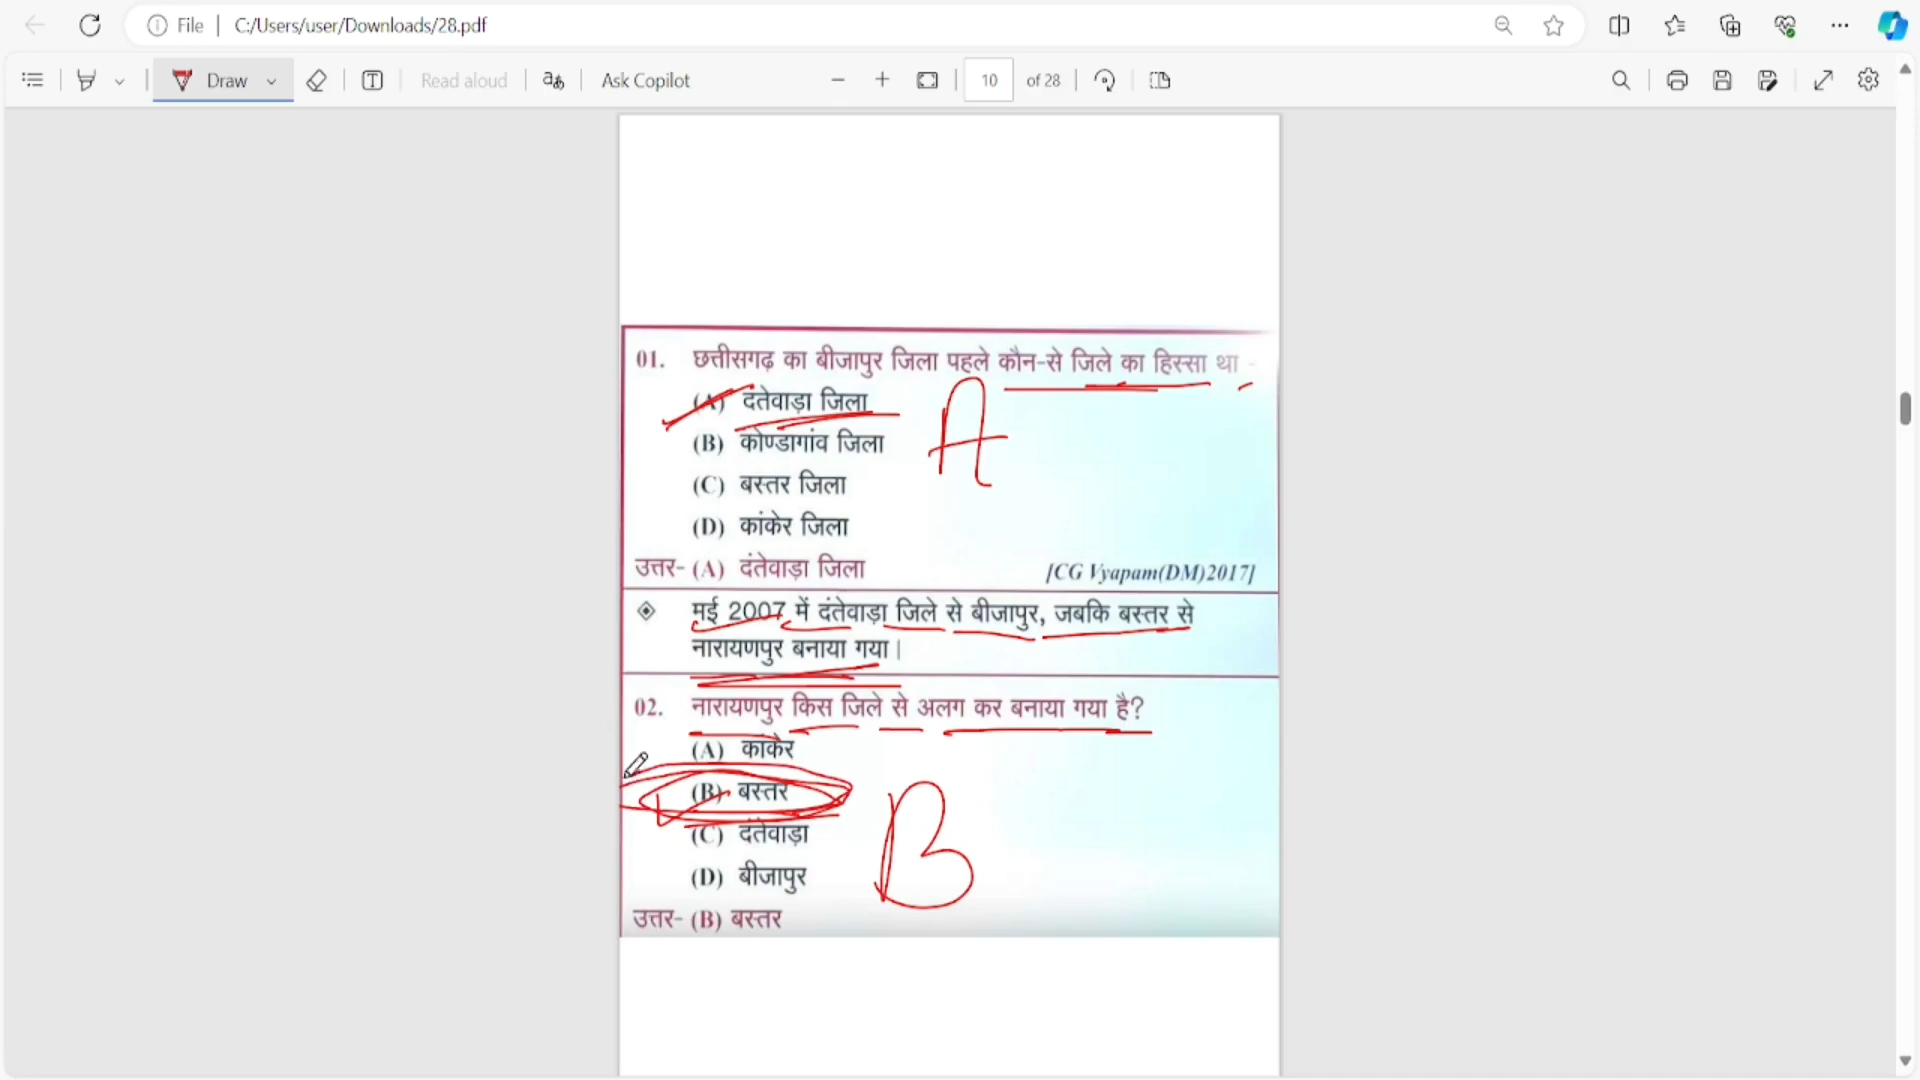 File
C:/Users/user/Downloads/28.pdf
Draw
Read aloud
Ask Copilot
10 of 28
01. छत्तीसगढ़ का बीजापुर जिला पहले कौन-से जिले का हिस्सा था -
(A) दंतेवाड़ा जिला
A
(B) कोण्डागांव जिला
(C) बस्तर जिला
(D) कांकेर जिला
उत्तर- (A) दंतेवाड़ा जिला
[CG Vyapam(DM)2017]
मई 2007 में दंतेवाड़ा जिले से बीजापुर, जबकि बस्तर से
नारायणपुर बनाया गया।
02. नारायणपुर किस जिले से अलग कर बनाया गया है?
(A) कांकेर
(B) बस्तर
B
(C) दंतेवाड़ा
(D) बीजापुर
उत्तर- (B) बस्तर